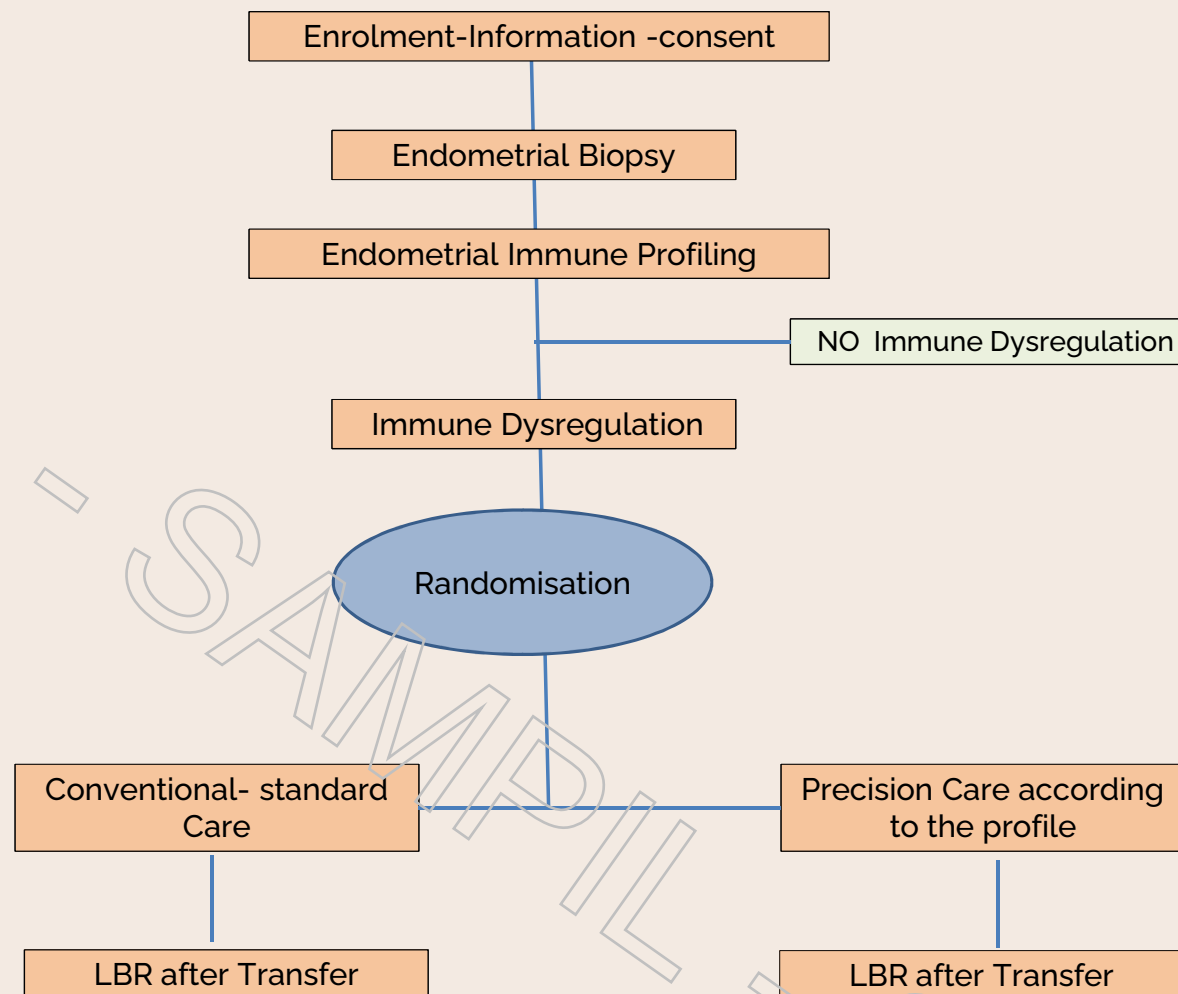 Enrolment-Information -consent
Endometrial Biopsy
Endometrial Immune Profiling
NO Immune Dysregulation
Immune Dysregulation
Randomisation
Conventional- standard
Care
Precision Care according
to the profile
LBR after Transfer
LBR after Transfer
- SAMPIL -